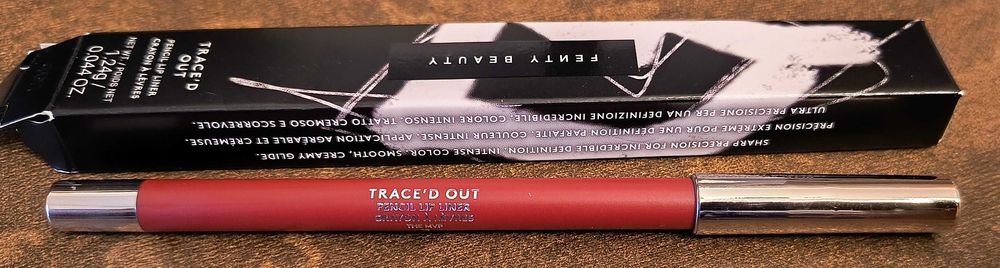 FENTY BEAUTY
TRACE'D
OUT
PENCIL LIP LINER
CRAYON À LÈVRES
NET WT. / POIDS NET
1.24g /
0.044 OZ.
SHARP PRECISION FOR INCREDIBLE DEFINITION. INTENSE COLOR. SMOOTH, CREAMY GLIDE.
PRÉCISION EXTRÊME POUR UNE DÉFINITION PARFAITE. COULEUR INTENSE. APPLICATION AGRÉABLE ET CRÉMEUSE.
ULTRA PRECISIONE PER UNA DEFINIZIONE INCREDIBILE. COLORE INTENSO. TRATTO CREMOSO E SCORREVOLE.
TRACE'D OUT
PENCIL LIP LINER
CRAYON À LÈVRES
THE MVP